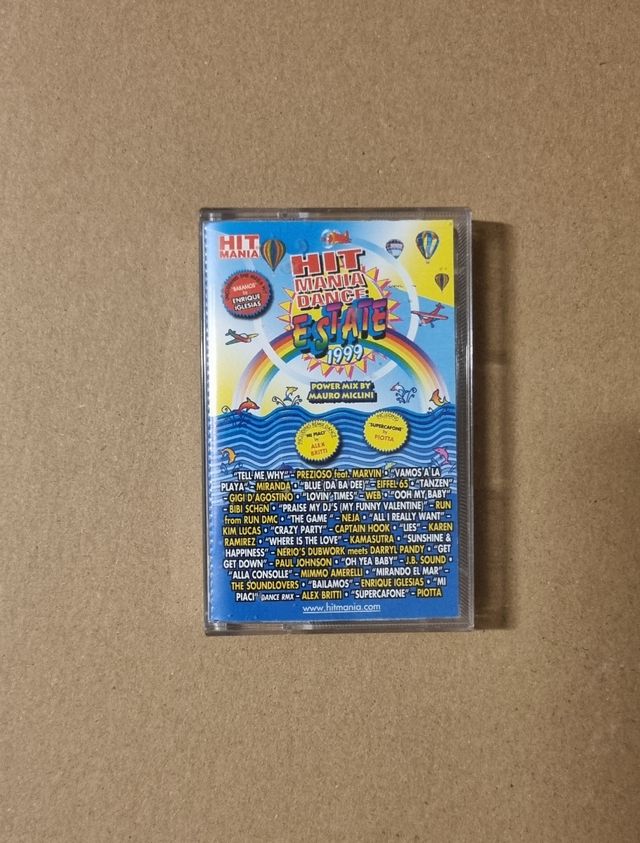 HIT
MANIA
HIT
MANIA
DANCE
ESTATE
1999
"BAILAMOS"
by
ENRIQUE
IGLESIAS
POWER MIX BY
MAURO MICLINI
"MI PIACI"
by
ALEX
BRITTI
"SUPERCAFONE"
by
PIOTTA
"TELL ME WHY" - PREZIOSO feat. MARVIN • "VAMOS A LA
PLAYA" - MIRANDA • "BLUE (DA BA DEE)" - EIFFEL 65 • "TANZEN"
- GIGI D'AGOSTINO • "LOVIN' TIMES" - WEB • "OOH MY BABY"
- BIBI SCHöN • "PRAISE MY DJ'S (MY FUNNY VALENTINE)" - RUN
from RUN DMC • "THE GAME" - NEJA • "ALL I REALLY WANT" -
KIM LUCAS • "CRAZY PARTY" - CAPTAIN HOOK • "LIES" - KAREN
RAMIREZ • "WHERE IS THE LOVE" - KAMASUTRA • "SUNSHINE &
HAPPINESS" - NERIO'S DUBWORK meets DARRYL PANDY • "GET
GET DOWN" - PAUL JOHNSON • "OH YEA BABY" - J.B. SOUND •
"ALLA CONSOLLE" - MIMMO AMERELLI • "MIRANDO EL MAR" -
THE SOUNDLOVERS • "BAILAMOS" - ENRIQUE IGLESIAS • "MI
PIACI" DANCE RMX - ALEX BRITTI • "SUPERCAFONE" - PIOTTA
www.hitmania.com